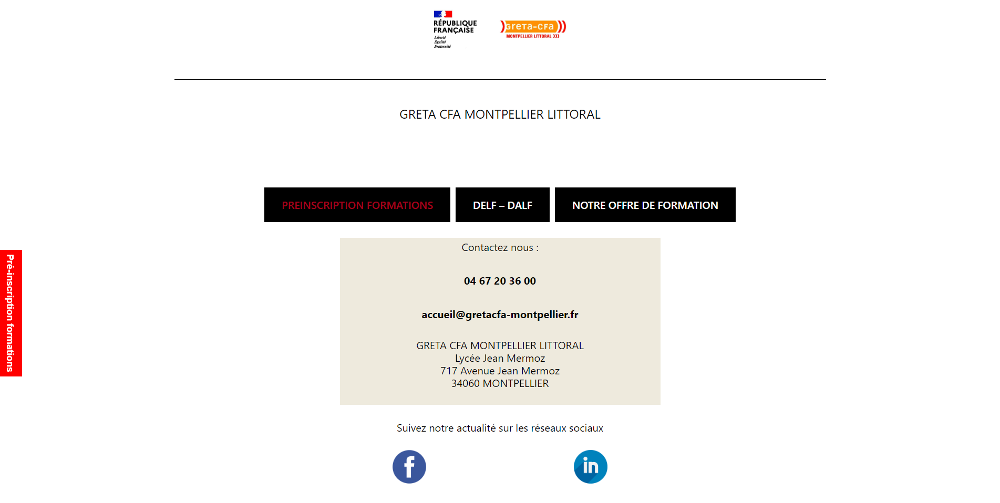 RÉPUBLIQUE
FRANÇAISE
Liberté
Égalité
Fraternité
GRETA-CFA
MONTPELLIER LITTORAL
GRETA CFA MONTPELLIER LITTORAL
PREINSCRIPTION FORMATIONS
DELF – DALF
NOTRE OFFRE DE FORMATION
Pré-inscription formations
Contactez nous :
04 67 20 36 00
accueil@gretacfa-montpellier.fr
GRETA CFA MONTPELLIER LITTORAL
Lycée Jean Mermoz
717 Avenue Jean Mermoz
34060 MONTPELLIER
Suivez notre actualité sur les réseaux sociaux
f
in